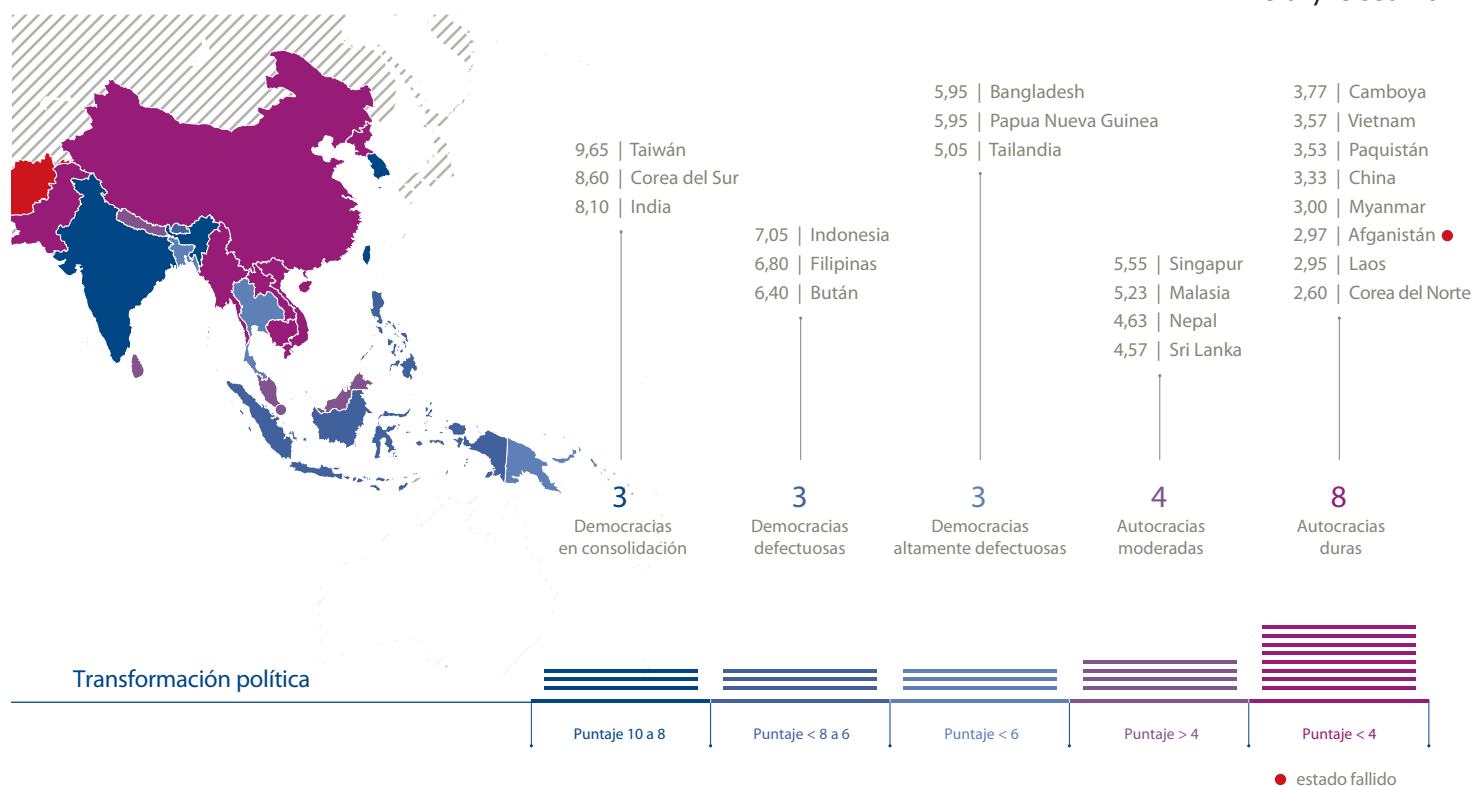 9,65 | Taiwán
8,60 | Corea del Sur
8,10 | India
7,05 | Indonesia
6,80 | Filipinas
6,40 | Bután
5,95 | Bangladesh
5,95 | Papua Nueva Guinea
5,05 | Tailandia
5,55 | Singapur
5,23 | Malasia
4,63 | Nepal
4,57 | Sri Lanka
3,77 | Camboya
3,57 | Vietnam
3,53 | Paquistán
3,33 | China
3,00 | Myanmar
2,97 | Afganistán
2,95 | Laos
2,60 | Corea del Norte
3
Democracias
en consolidación
3
Democracias
defectuosas
3
Democracias
altamente defectuosas
4
Autocracias
moderadas
8
Autocracias
duras
Transformación política
Puntaje 10 a 8
Puntaje < 8 a 6
Puntaje < 6
Puntaje > 4
Puntaje < 4
estado fallido